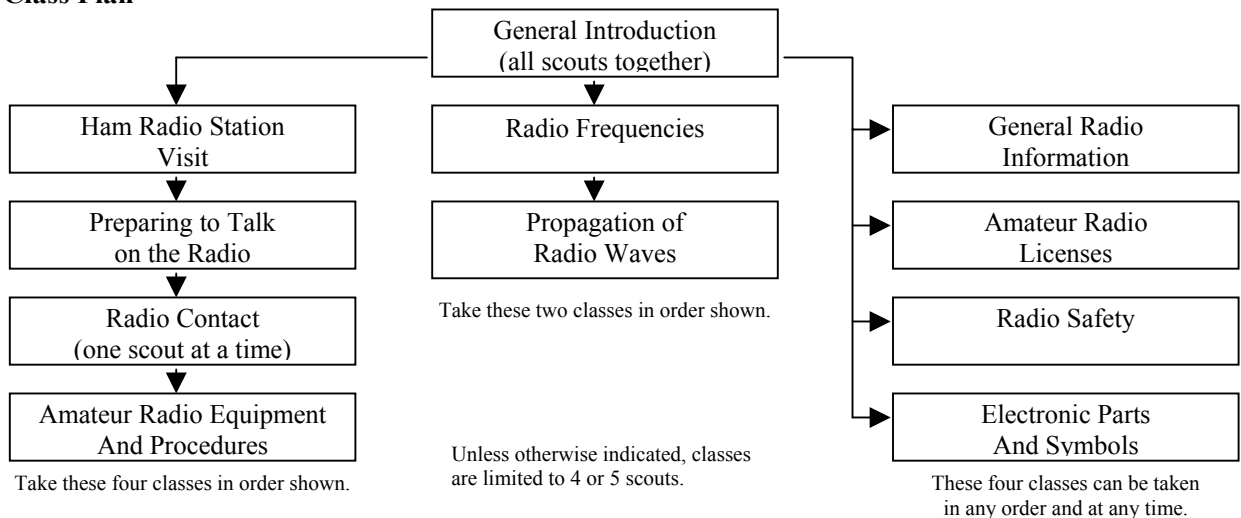 Class Plan
General Introduction
(all scouts together)
Ham Radio Station
Visit
Preparing to Talk
on the Radio
Radio Contact
(one scout at a time)
Amateur Radio Equipment
And Procedures
Take these four classes in order shown.
Radio Frequencies
Propagation of
Radio Waves
Take these two classes in order shown.
Unless otherwise indicated, classes
are limited to 4 or 5 scouts.
General Radio
Information
Amateur Radio
Licenses
Radio Safety
Electronic Parts
And Symbols
These four classes can be taken
in any order and at any time.